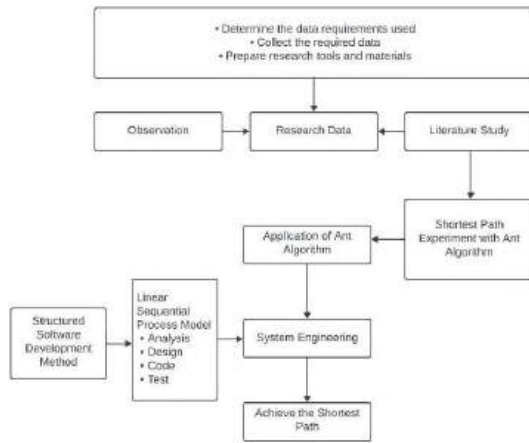 • Determine the data requirements used
• Collect the required data
• Prepare research tools and materials
Observation
Research Data
Literature Study
Application of Ant
Algorithm
Shortest Path
Experiment with Ant
Algorithm
Structured
Software
Development
Method
Linear
Sequential
Process Model
• Analysis
• Design
• Code
• Test
System Engineering
Achieve the Shortest
Path